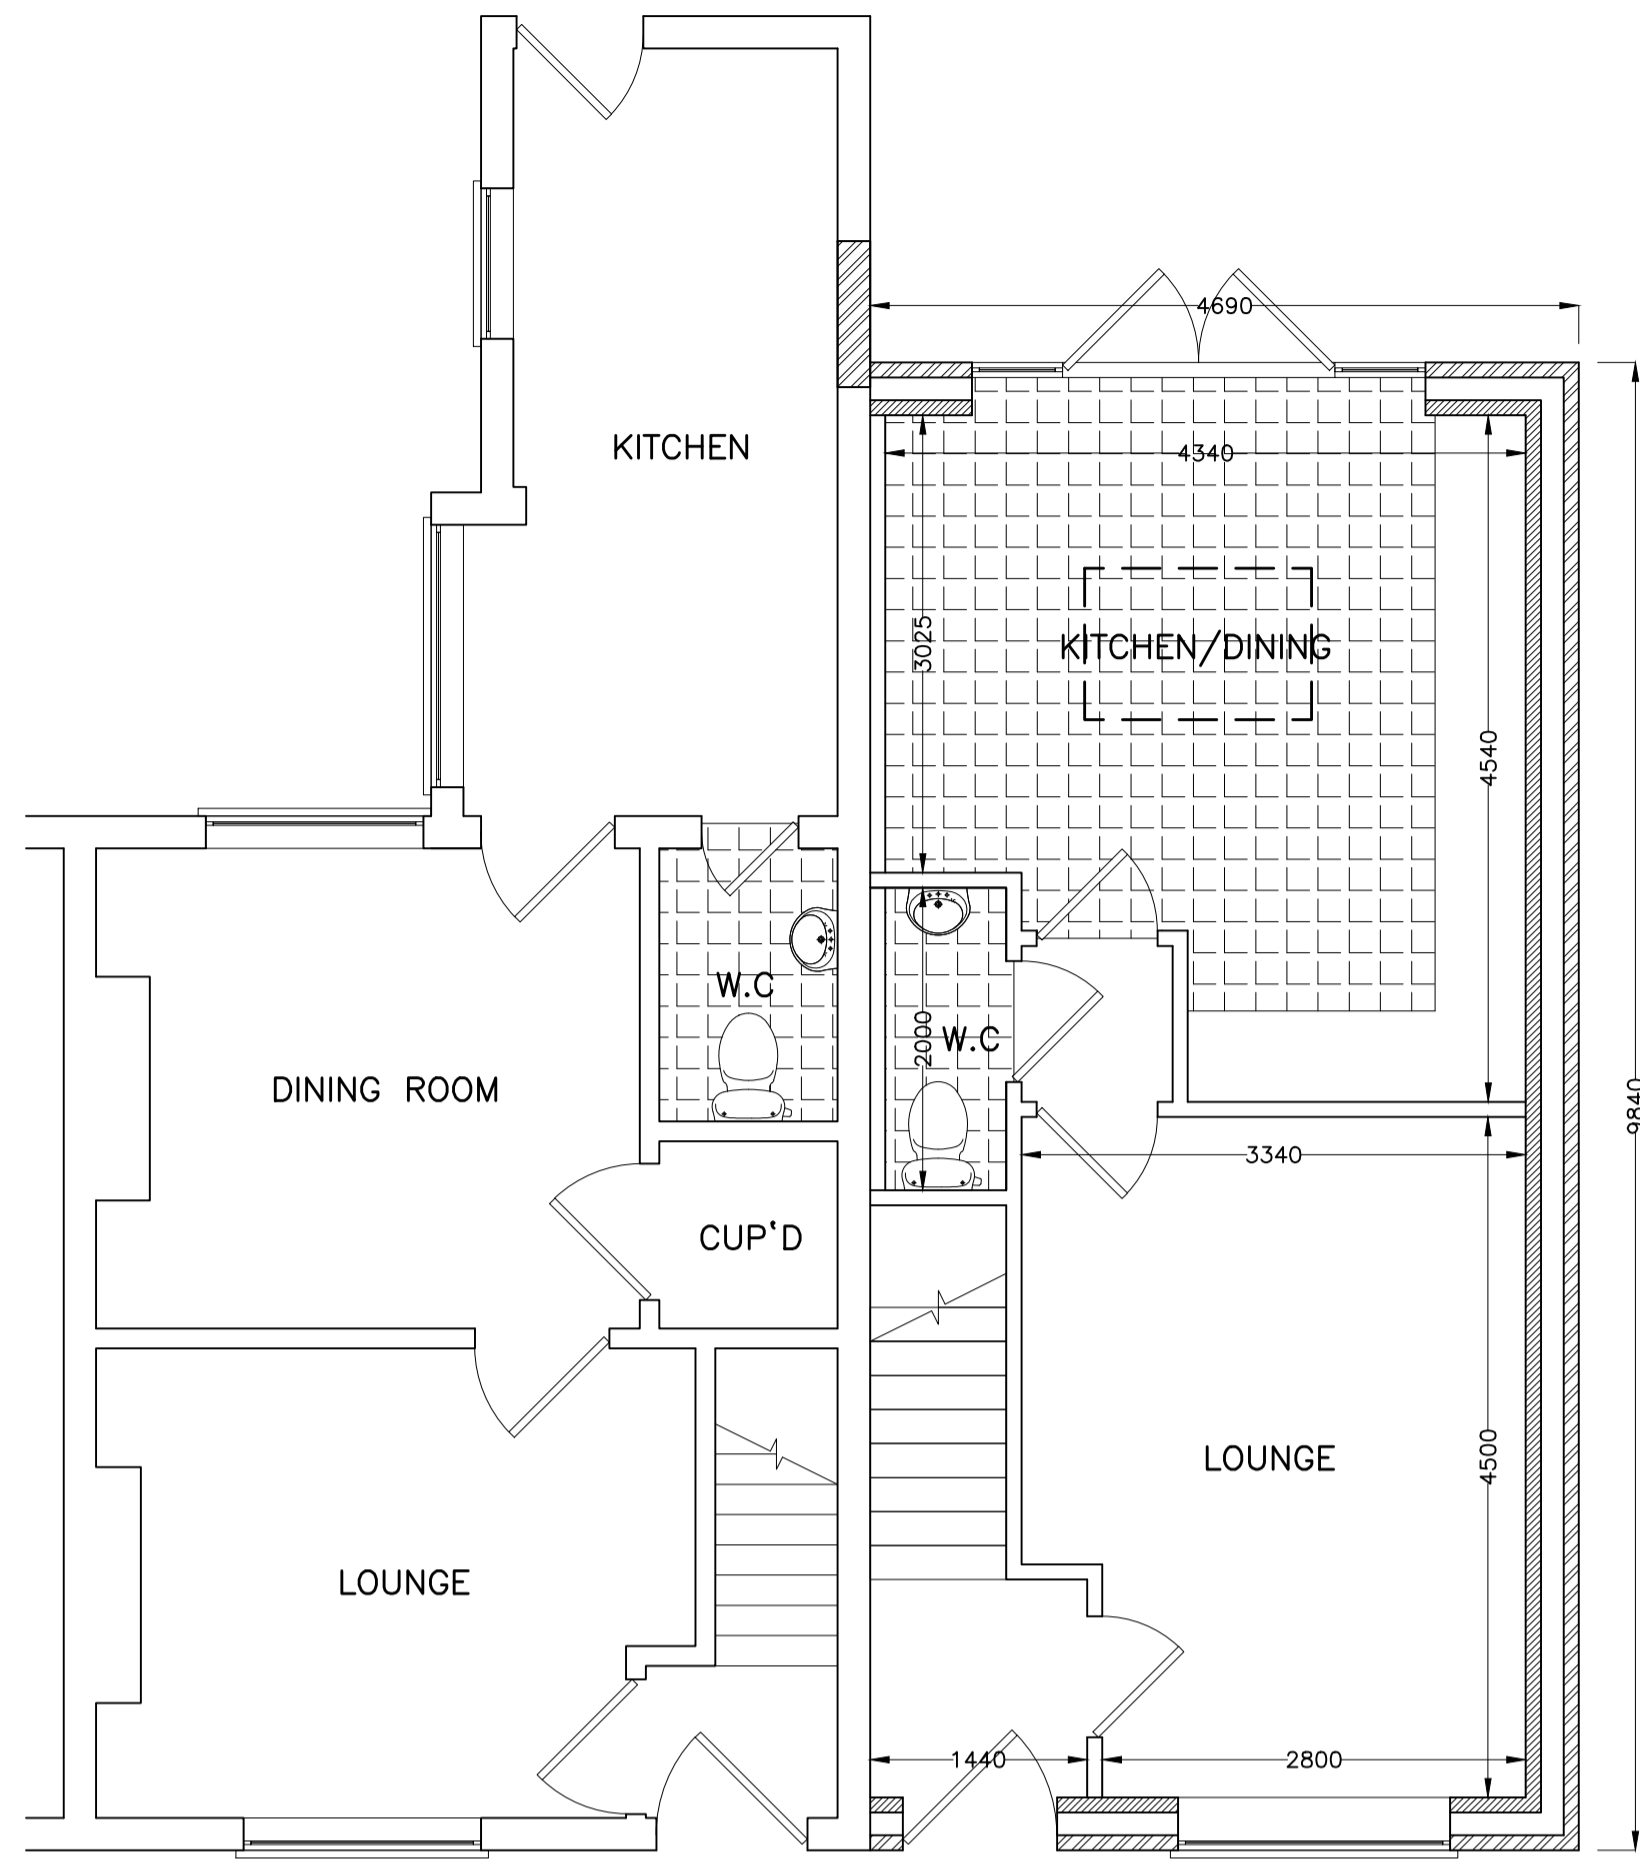 4690
KITCHEN
4340
3025
KITCHEN/DINING
4540
W.C
2000
W.C
DINING ROOM
9840
3340
CUP'D
LOUNGE
4500
LOUNGE
1440
2800